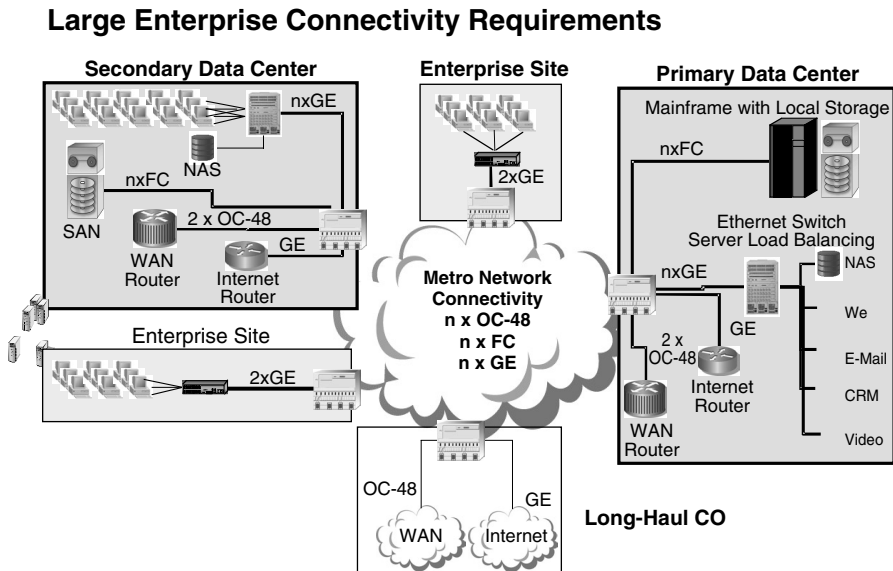 Large Enterprise Connectivity Requirements
Secondary Data Center
nxGE
NAS
nxFC
SAN
2 x OC-48
WAN
Router
GE
Internet
Router
Enterprise Site
2xGE
Primary Data Center
Mainframe with Local Storage
nxFC
Ethernet Switch
Server Load Balancing
nxGE
NAS
GE
We
2 x
OC-48
E-Mail
Internet
Router
CRM
WAN
Router
Video
Metro Network
Connectivity
n x OC-48
n x FC
n x GE
Enterprise Site
2xGE
OC-48
GE
WAN
Internet
Long-Haul CO